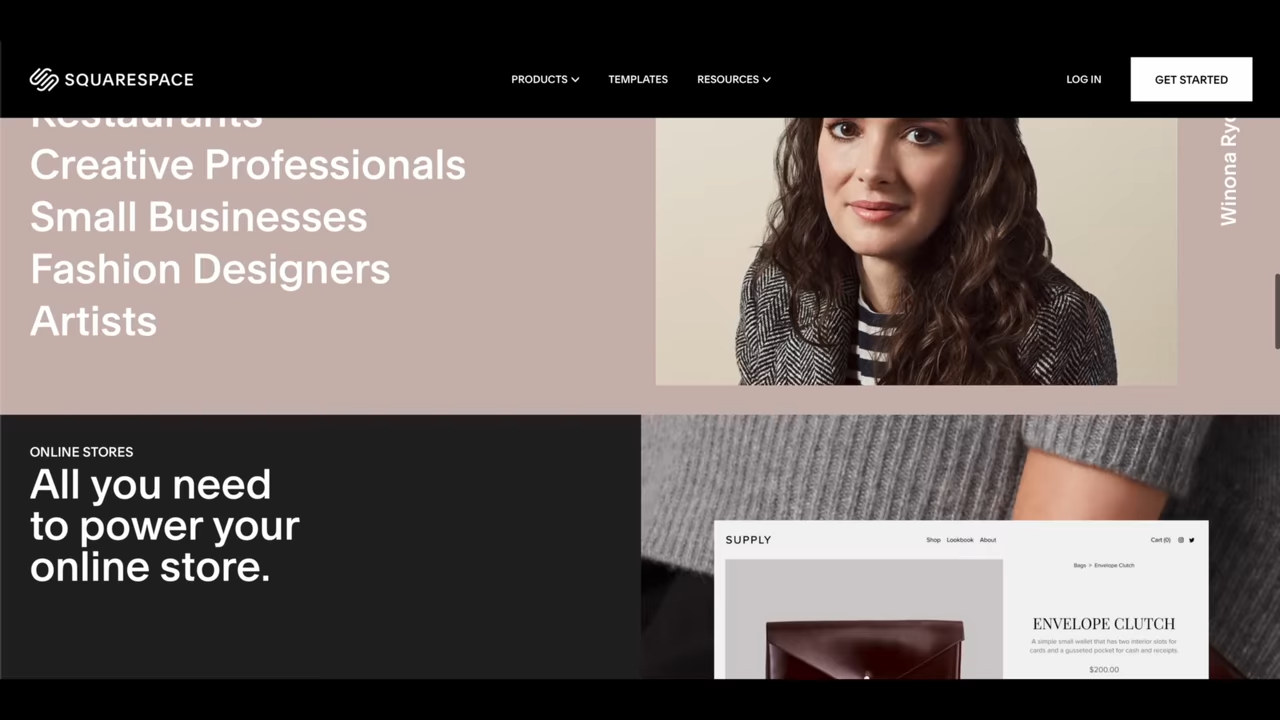 SQUARESPACE
PRODUCTS
TEMPLATES
RESOURCES
LOG IN
GET STARTED
Restaurants
Creative Professionals
Small Businesses
Fashion Designers
Artists
Winona Ryd
ONLINE STORES
All you need
to power your
online store.
SUPPLY
Shop Lookbook About
Cart (0)
Bags > Envelope Clutch
ENVELOPE CLUTCH
A simple small wallet that has two interior slots for
cards and a gusseted pocket for cash and receipts.
$200.00